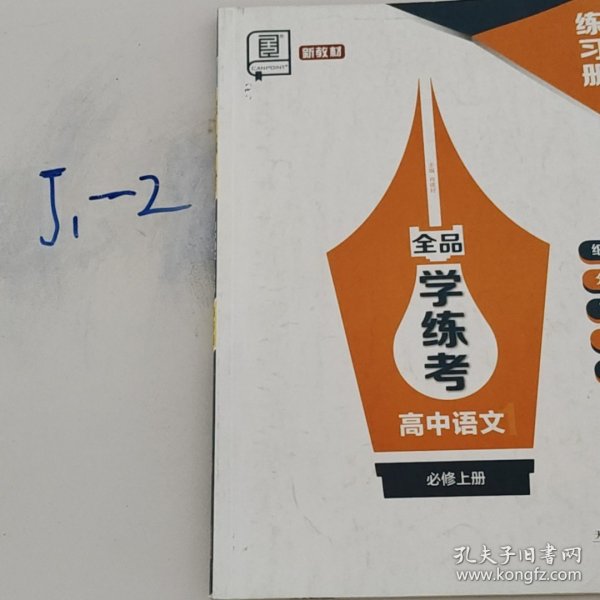 练习册
CANPOINT
新教材
J1-2
全品
学练考
高中语文
必修上册
孔夫子旧书网
www.kongfz.com